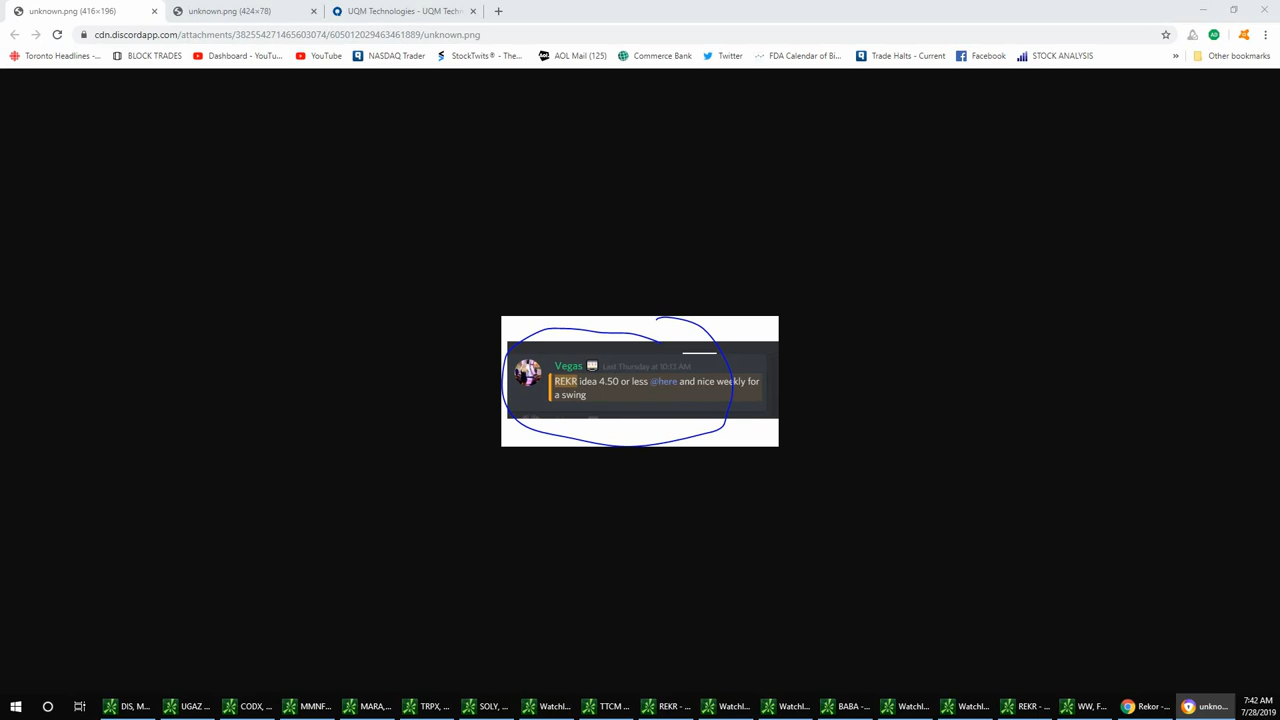 unknown.png (416×196)
unknown.png (424×78)
UQM Technologies - UQM Techn
cdn.discordapp.com/attachments/382554271465603074/605012029463461889/unknown.png
Toronto Headlines -...
BLOCK TRADES
Dashboard - YouTu...
YouTube
NASDAQ Trader
StockTwits® - The...
AOL Mail (125)
Commerce Bank
Twitter
FDA Calendar of Bi...
Trade Halts - Current
Facebook
STOCK ANALYSIS
»
Other bookmarks
Vegas Last Thursday at 10:13 AM
REKR idea 4.50 or less @here and nice weekly for
a swing
DIS, M...
UGAZ ...
CODX, ...
MMNF...
MARA,...
TRPX, ...
SOLY, ...
Watchl...
TTCM ...
REKR - ...
Watchl...
Watchl...
BABA -...
Watchl...
Watchl...
REKR - ...
WW, F...
Rekor -...
unkno...
7:42 AM
7/28/2019